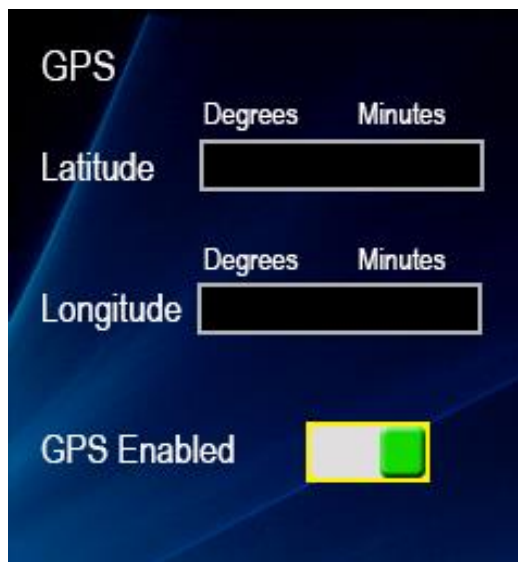 GPS
Degrees Minutes
Latitude
Degrees Minutes
Longitude
GPS Enabled